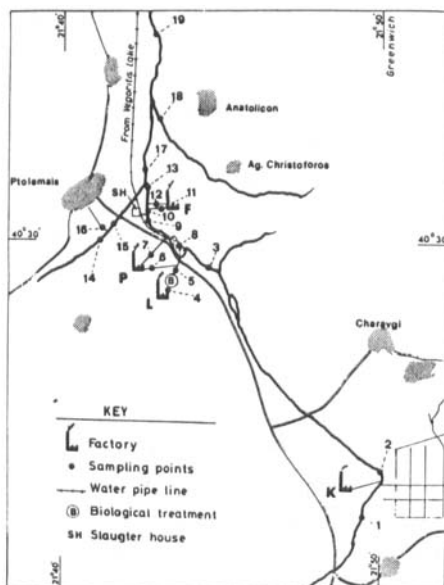 21°40
21°50
Greenwich
19
From Vegoritis Lake
18
Anatolicon
17
13
Ag. Christoforos
Ptolemais
12
11
SH
10
F
9
16
8
40°30'
40°30'
15
7
6
3
14
P
B
5
L
4
Charavgi
KEY
Factory
Sampling points
Water pipe line
B Biological treatment
SH Slaugter house
2
K
1
21°40
21°50